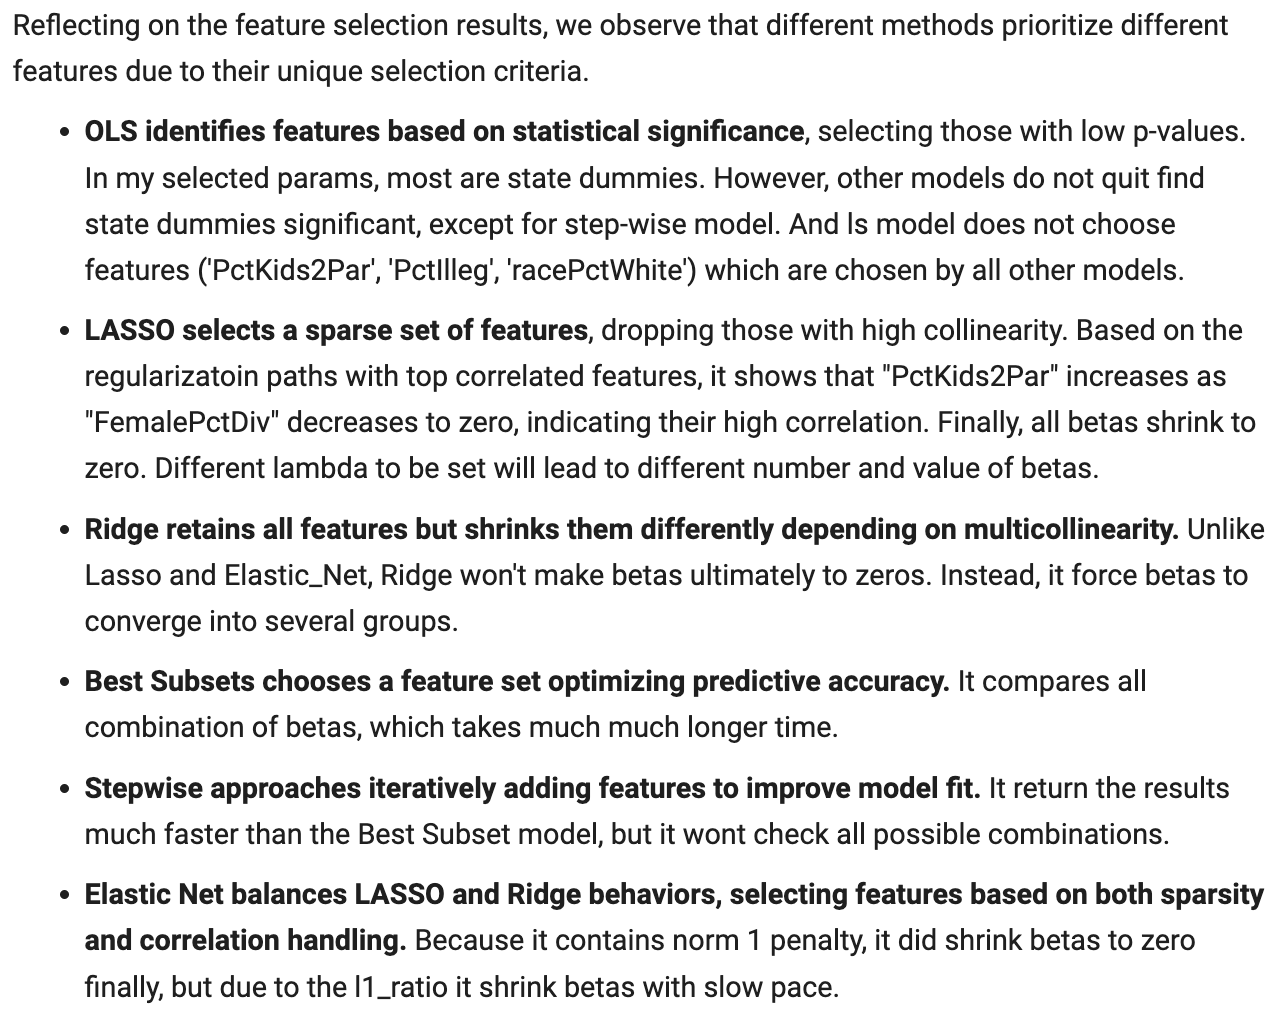 Reflecting on the feature selection results, we observe that different methods prioritize different
features due to their unique selection criteria.
• OLS identifies features based on statistical significance, selecting those with low p-values.
In my selected params, most are state dummies. However, other models do not quit find
state dummies significant, except for step-wise model. And ls model does not choose
features ('PctKids2Par', 'PctIlleg', 'racePctWhite') which are chosen by all other models.
• LASSO selects a sparse set of features, dropping those with high collinearity. Based on the
regularizatoin paths with top correlated features, it shows that "PctKids2Par" increases as
"FemalePctDiv" decreases to zero, indicating their high correlation. Finally, all betas shrink to
zero. Different lambda to be set will lead to different number and value of betas.
• Ridge retains all features but shrinks them differently depending on multicollinearity. Unlike
Lasso and Elastic_Net, Ridge won't make betas ultimately to zeros. Instead, it force betas to
converge into several groups.
• Best Subsets chooses a feature set optimizing predictive accuracy. It compares all
combination of betas, which takes much much longer time.
• Stepwise approaches iteratively adding features to improve model fit. It return the results
much faster than the Best Subset model, but it wont check all possible combinations.
• Elastic Net balances LASSO and Ridge behaviors, selecting features based on both sparsity
and correlation handling. Because it contains norm 1 penalty, it did shrink betas to zero
finally, but due to the l1_ratio it shrink betas with slow pace.